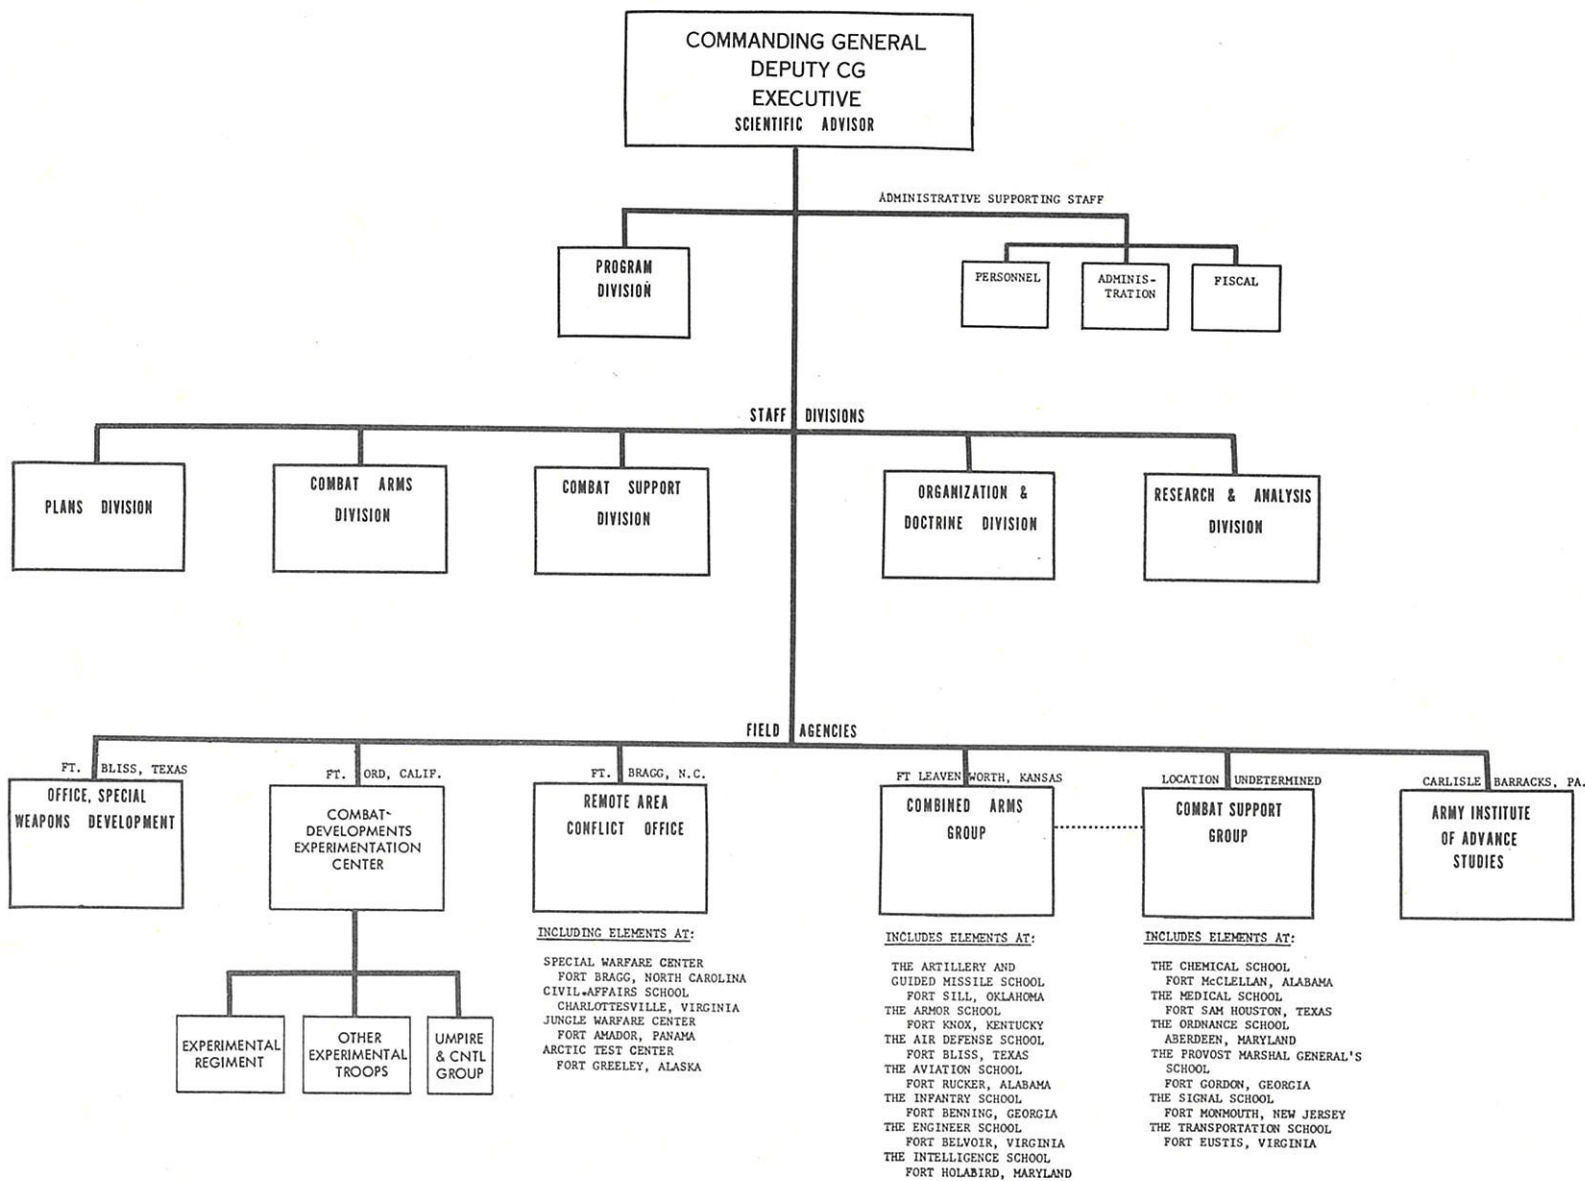 COMMANDING GENERAL
DEPUTY CG
EXECUTIVE
SCIENTIFIC ADVISOR
ADMINISTRATIVE SUPPORTING STAFF
PROGRAM
DIVISION
PERSONNEL
ADMINIS-
TRATION
FISCAL
STAFF DIVISIONS
PLANS DIVISION
COMBAT ARMS
DIVISION
COMBAT SUPPORT
DIVISION
ORGANIZATION &
DOCTRINE DIVISION
RESEARCH & ANALYSIS
DIVISION
FIELD AGENCIES
FT. BLISS, TEXAS
OFFICE, SPECIAL
WEAPONS DEVELOPMENT
FT. ORD, CALIF.
COMBAT-
DEVELOPMENTS
EXPERIMENTATION
CENTER
FT. BRAGG, N.C.
REMOTE AREA
CONFLICT OFFICE
FT LEAVENWORTH, KANSAS
COMBINED ARMS
GROUP
LOCATION UNDETERMINED
COMBAT SUPPORT
GROUP
CARLISLE BARRACKS, PA.
ARMY INSTITUTE
OF ADVANCE
STUDIES
EXPERIMENTAL
REGIMENT
OTHER
EXPERIMENTAL
TROOPS
UMPIRE
& CNTL
GROUP
INCLUDING ELEMENTS AT:
SPECIAL WARFARE CENTER
FORT BRAGG, NORTH CAROLINA
CIVIL AFFAIRS SCHOOL
CHARLOTTESVILLE, VIRGINIA
JUNGLE WARFARE CENTER
FORT AMADOR, PANAMA
ARCTIC TEST CENTER
FORT GREELEY, ALASKA
INCLUDES ELEMENTS AT:
THE ARTILLERY AND
GUIDED MISSILE SCHOOL
FORT SILL, OKLAHOMA
THE ARMOR SCHOOL
FORT KNOX, KENTUCKY
THE AIR DEFENSE SCHOOL
FORT BLISS, TEXAS
THE AVIATION SCHOOL
FORT RUCKER, ALABAMA
THE INFANTRY SCHOOL
FORT BENNING, GEORGIA
THE ENGINEER SCHOOL
FORT BELVOIR, VIRGINIA
THE INTELLIGENCE SCHOOL
FORT HOLABIRD, MARYLAND
INCLUDES ELEMENTS AT:
THE CHEMICAL SCHOOL
FORT McCLELLAN, ALABAMA
THE MEDICAL SCHOOL
FORT SAM HOUSTON, TEXAS
THE ORDNANCE SCHOOL
ABERDEEN, MARYLAND
THE PROVOST MARSHAL GENERAL'S
SCHOOL
FORT GORDON, GEORGIA
THE SIGNAL SCHOOL
FORT MONMOUTH, NEW JERSEY
THE TRANSPORTATION SCHOOL
FORT EUSTIS, VIRGINIA